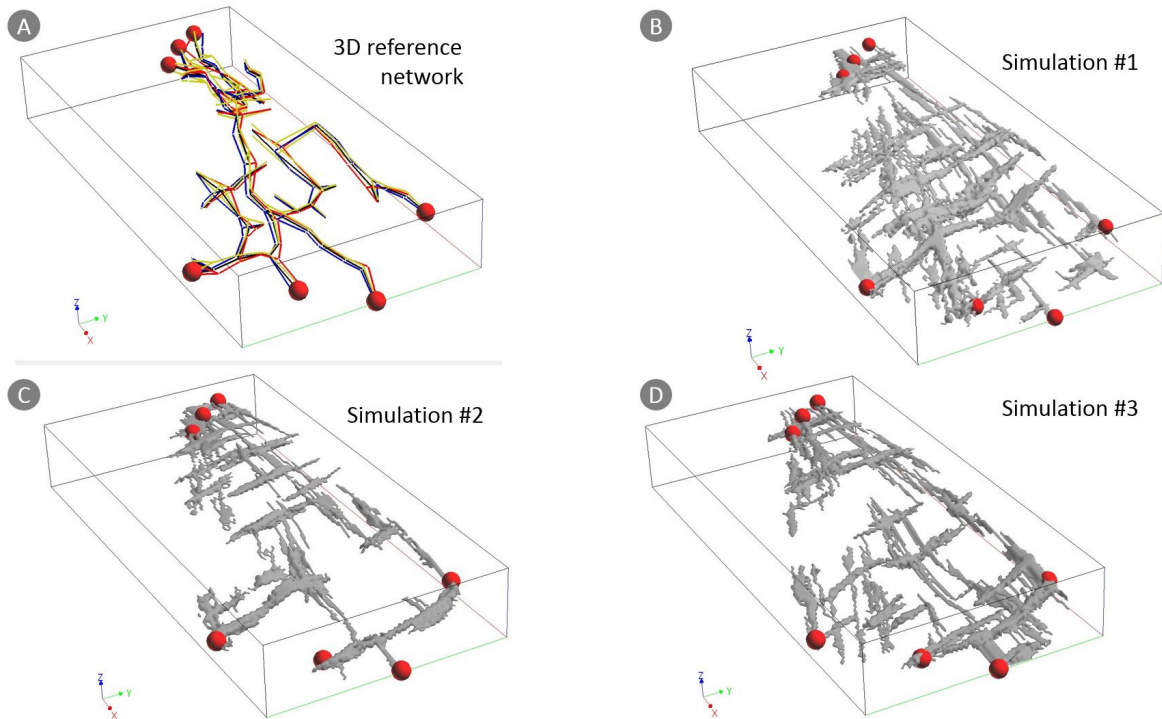 A
3D reference
network
Z
Y
X
B
Simulation #1
Z
Y
X
C
Simulation #2
Z
Y
X
D
Simulation #3
Z
Y
X